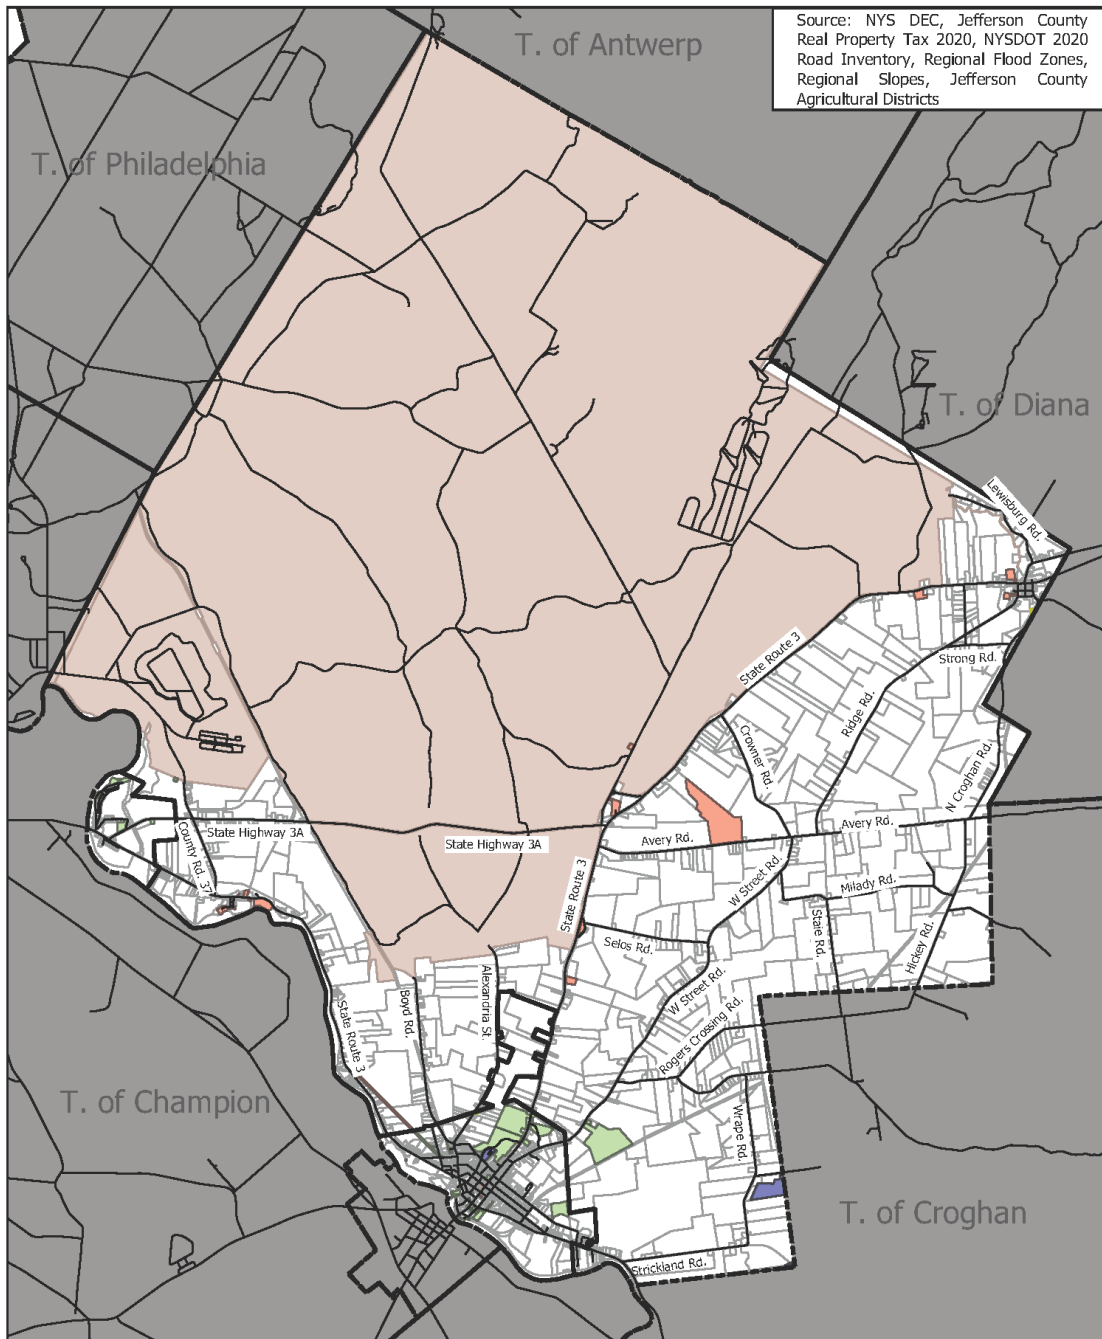 T. of Antwerp
Source: NYS DEC, Jefferson County
Real Property Tax 2020, NYSDOT 2020
Road Inventory, Regional Flood Zones,
Regional Slopes, Jefferson County
Agricultural Districts
T. of Philadelphia
T. of Diana
Lewisburg Rd.
State Route 3
Strong Rd.
Ridge Rd.
Crowner Rd.
N Croghan Rd.
State Highway 3A
State Highway 3A
Avery Rd.
Avery Rd.
County Rd. 37
W Street Rd.
Milady Rd.
State Route 3
Selos Rd.
Staie Rd.
Hickey Rd.
Alexandria St.
Boyd Rd.
State Route 3
W Street Rd.
Rogers Crossing Rd.
T. of Champion
Wrape Rd.
T. of Croghan
Strickland Rd.